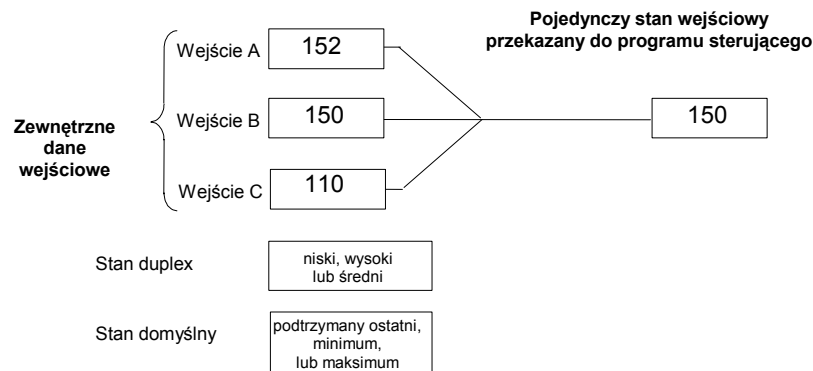 Pojedynczy stan wejściowy
przekazany do programu sterującego
Wejście A
152
Zewnętrzne
dane
wejściowe
Wejście B
150
150
Wejście C
110
Stan duplex
niski, wysoki
lub średni
Stan domyślny
podtrzymany ostatni,
minimum,
lub maksimum